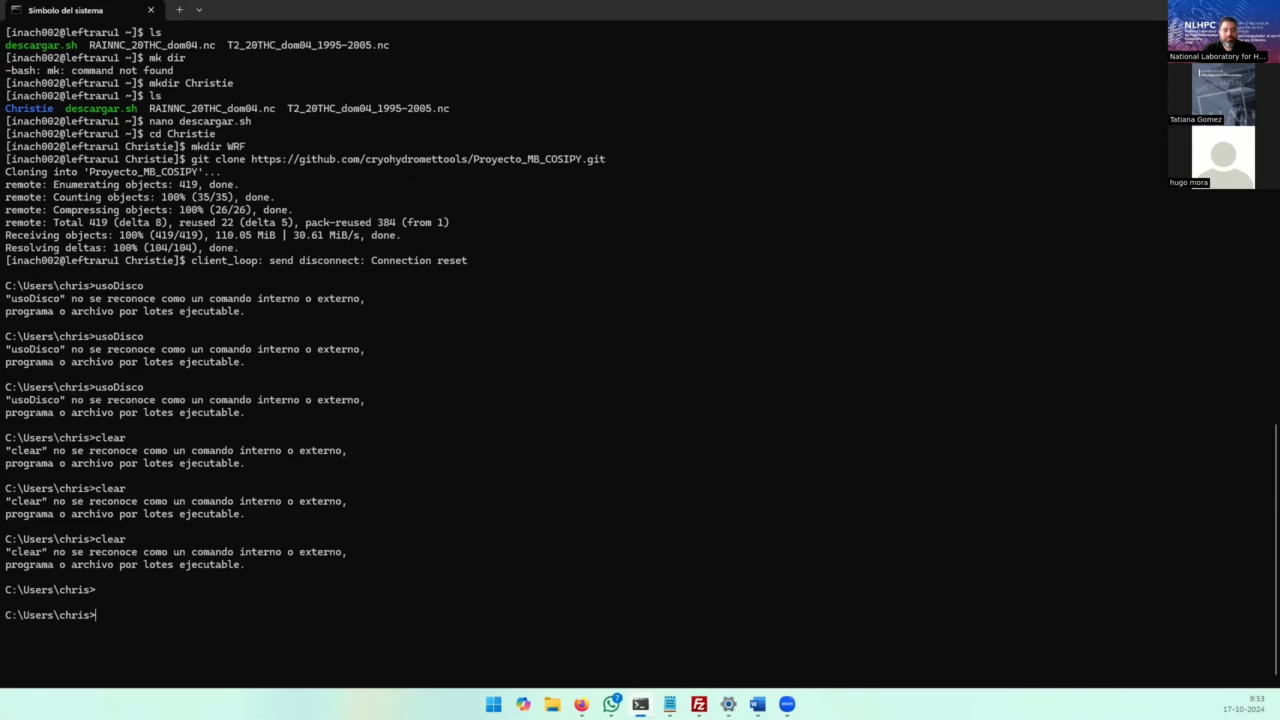 Símbolo del sistema
[inach002@leftraru1 ~]$ ls
descargar.sh RAINNC_20THC_dom04.nc T2_20THC_dom04_1995-2005.nc
[inach002@leftraru1 ~]$ mk dir
-bash: mk: command not found
[inach002@leftraru1 ~]$ mkdir Christie
[inach002@leftraru1 ~]$ ls
Christie descargar.sh RAINNC_20THC_dom04.nc T2_20THC_dom04_1995-2005.nc
[inach002@leftraru1 ~]$ nano descargar.sh
[inach002@leftraru1 ~]$ cd Christie
[inach002@leftraru1 Christie]$ mkdir WRF
[inach002@leftraru1 Christie]$ git clone https://github.com/cryohydromettools/Proyecto_MB_COSIPY.git
Cloning into 'Proyecto_MB_COSIPY'...
remote: Enumerating objects: 419, done.
remote: Counting objects: 100% (35/35), done.
remote: Compressing objects: 100% (26/26), done.
remote: Total 419 (delta 8), reused 22 (delta 5), pack-reused 384 (from 1)
Receiving objects: 100% (419/419), 110.05 MiB | 30.61 MiB/s, done.
Resolving deltas: 100% (104/104), done.
[inach002@leftraru1 Christie]$ client_loop: send disconnect: Connection reset
C:\Users\chris>usoDisco
"usoDisco" no se reconoce como un comando interno o externo,
programa o archivo por lotes ejecutable.
C:\Users\chris>usoDisco
"usoDisco" no se reconoce como un comando interno o externo,
programa o archivo por lotes ejecutable.
C:\Users\chris>usoDisco
"usoDisco" no se reconoce como un comando interno o externo,
programa o archivo por lotes ejecutable.
C:\Users\chris>clear
"clear" no se reconoce como un comando interno o externo,
programa o archivo por lotes ejecutable.
C:\Users\chris>clear
"clear" no se reconoce como un comando interno o externo,
programa o archivo por lotes ejecutable.
C:\Users\chris>clear
"clear" no se reconoce como un comando interno o externo,
programa o archivo por lotes ejecutable.
C:\Users\chris>
C:\Users\chris>
NLHPC
National Laboratory for H...
Tatiana Gomez
hugo mora
7
zoom
9:53
17-10-2024